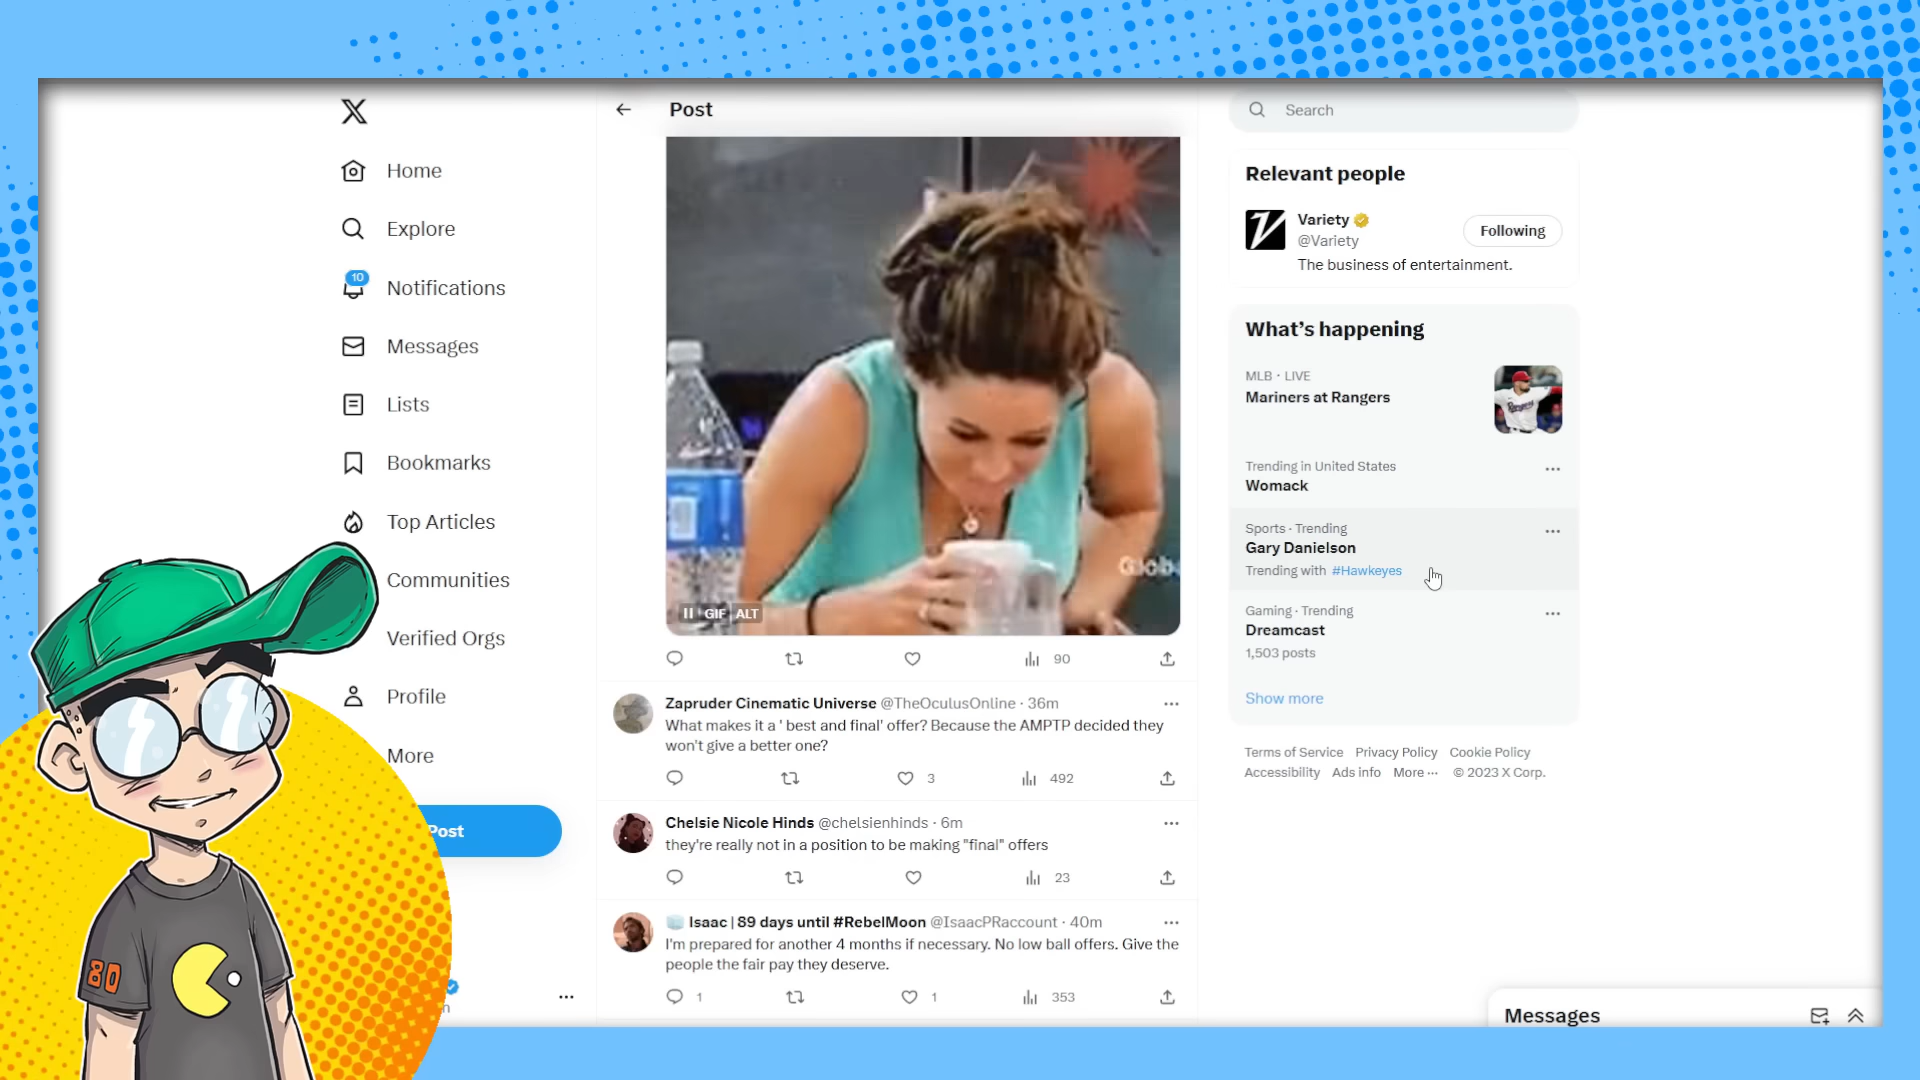 Home
Explore
10
Notifications
Messages
Lists
Bookmarks
Top Articles
Communities
Verified Orgs
Profile
More
Post
80
Post
GIF ALT
90
Zapruder Cinematic Universe @TheOculusOnline · 36m
What makes it a ' best and final' offer? Because the AMPTP decided they
won't give a better one?
3
492
Chelsie Nicole Hinds @chelsienhinds · 6m
they're really not in a position to be making "final" offers
23
Isaac | 89 days until #RebelMoon @IsaacPRaccount · 40m
I'm prepared for another 4 months if necessary. No low ball offers. Give the
people the fair pay they deserve.
1
1
353
Search
Relevant people
Variety
@Variety
Following
The business of entertainment.
What's happening
MLB · LIVE
Mariners at Rangers
Trending in United States
Womack
Sports · Trending
Gary Danielson
Trending with #Hawkeyes
Gaming · Trending
Dreamcast
1,503 posts
Show more
Terms of Service Privacy Policy Cookie Policy
Accessibility Ads info More ··· © 2023 X Corp.
Messages